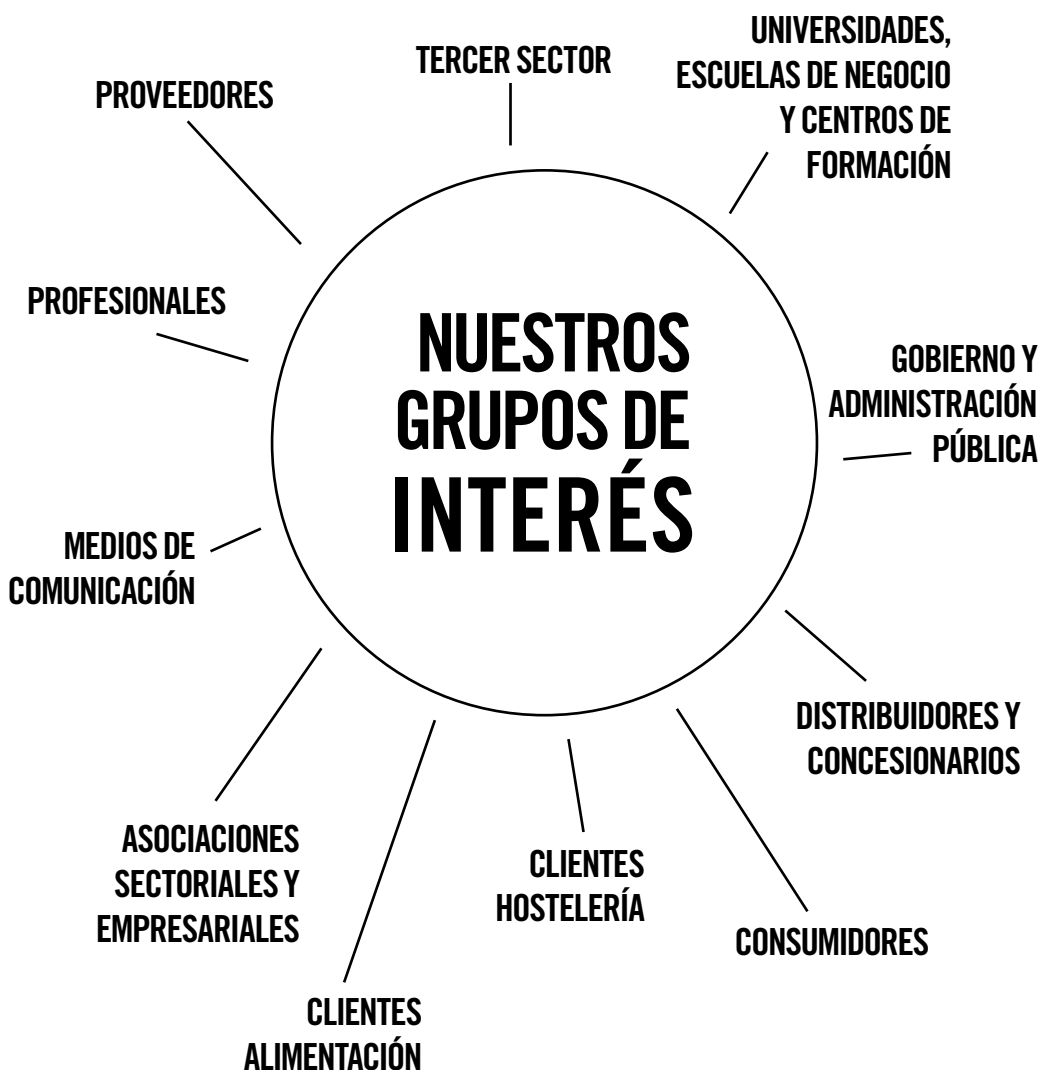 NUESTROS
GRUPOS DE
INTERÉS
TERCER SECTOR
UNIVERSIDADES,
ESCUELAS DE NEGOCIO
Y CENTROS DE
FORMACIÓN
GOBIERNO Y
ADMINISTRACIÓN
PÚBLICA
DISTRIBUIDORES Y
CONCESIONARIOS
CONSUMIDORES
CLIENTES
HOSTELERÍA
CLIENTES
ALIMENTACIÓN
ASOCIACIONES
SECTORIALES Y
EMPRESARIALES
MEDIOS DE
COMUNICACIÓN
PROFESIONALES
PROVEEDORES